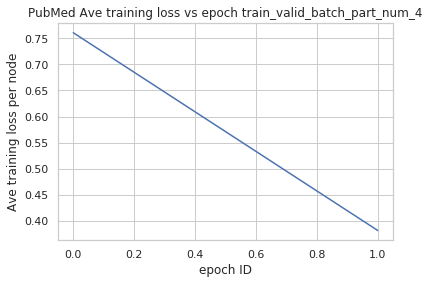 PubMed Ave training loss vs epoch train_valid_batch_part_num_4
0.75
0.70
0.65
0.60
0.55
0.50
0.45
0.40
Ave training loss per node
0.0 0.2 0.4 0.6 0.8 1.0
epoch ID